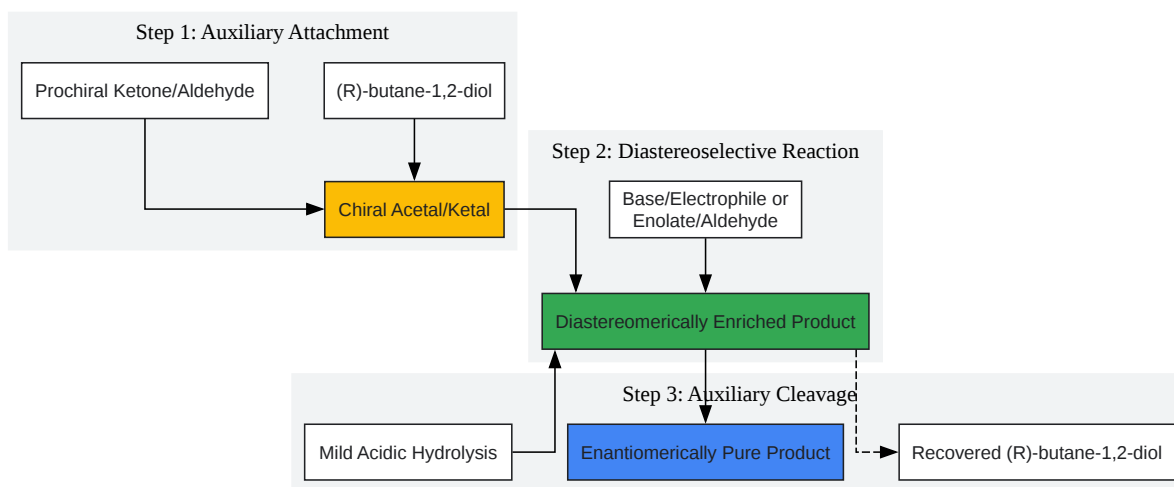 Step 1: Auxiliary Attachment
Prochiral Ketone/Aldehyde
(R)-butane-1,2-diol
Chiral Acetal/Ketal
Step 2: Diastereoselective Reaction
Base/Electrophile or
Enolate/Aldehyde
Diastereomerically Enriched Product
Step 3: Auxiliary Cleavage
Mild Acidic Hydrolysis
Enantiomerically Pure Product
Recovered (R)-butane-1,2-diol